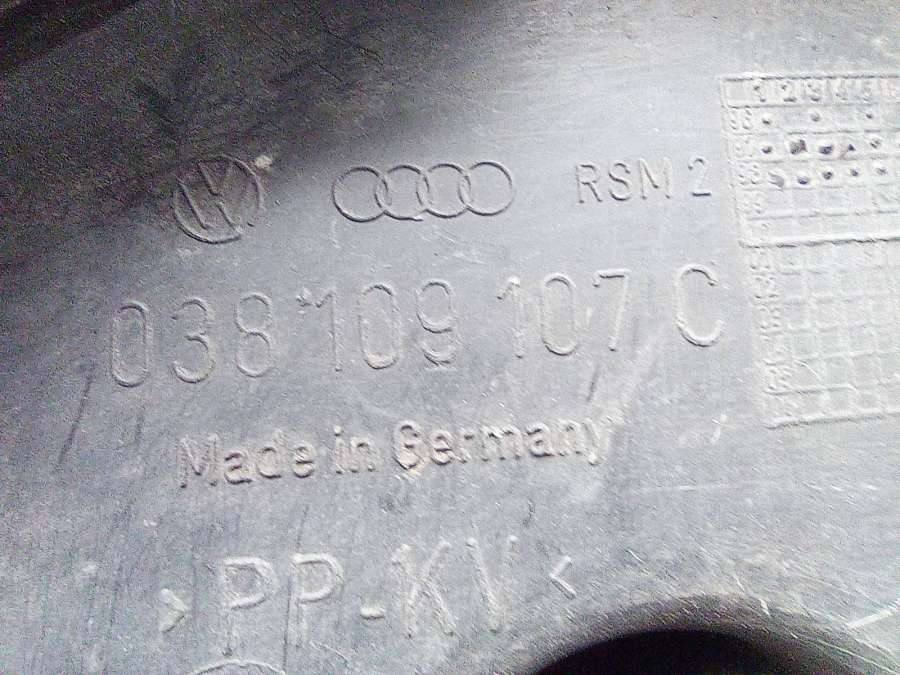 RSM 2
038 109 107 C
Made in Germany
>PP-KV<